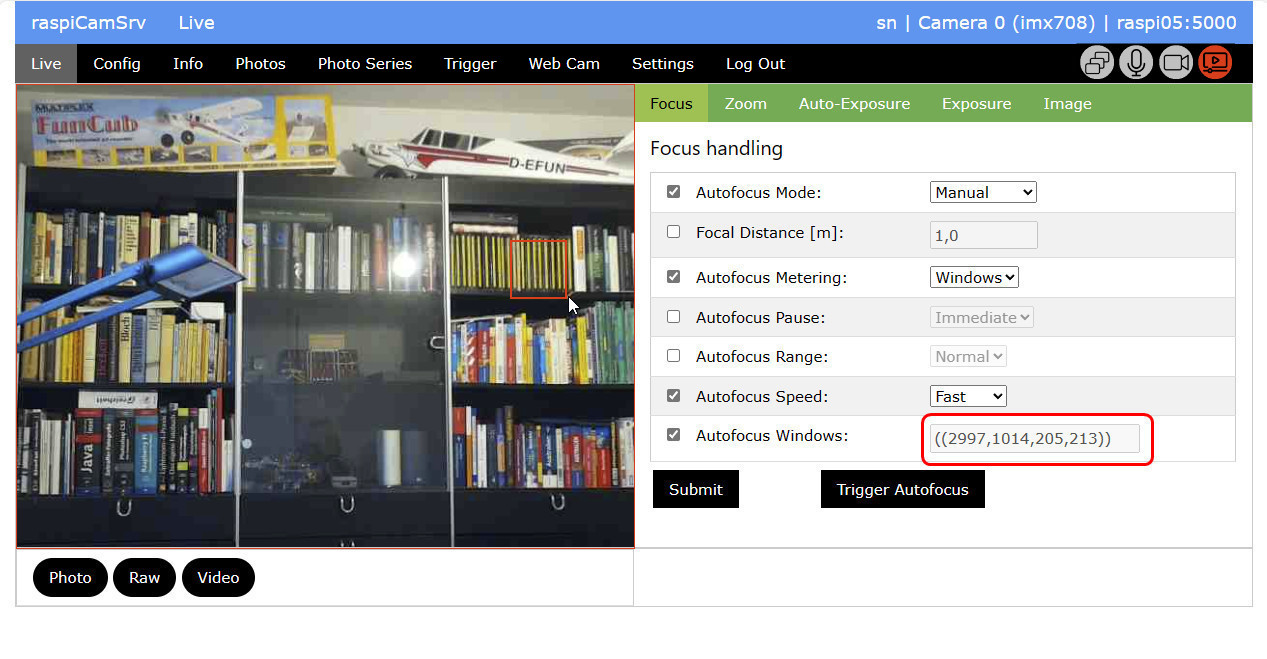 raspiCamSrv Live sn | Camera 0 (imx708) | raspi05:5000
Live Config Info Photos Photo Series Trigger Web Cam Settings Log Out
MULTIPLEX
FunCub
D-EFUN
Java
Focus Zoom Auto-Exposure Exposure Image
Focus handling
Autofocus Mode: Manual
Focal Distance [m]: 1,0
Autofocus Metering: Windows
Autofocus Pause: Immediate
Autofocus Range: Normal
Autofocus Speed: Fast
Autofocus Windows: ((2997,1014,205,213))
Submit Trigger Autofocus
Photo Raw Video